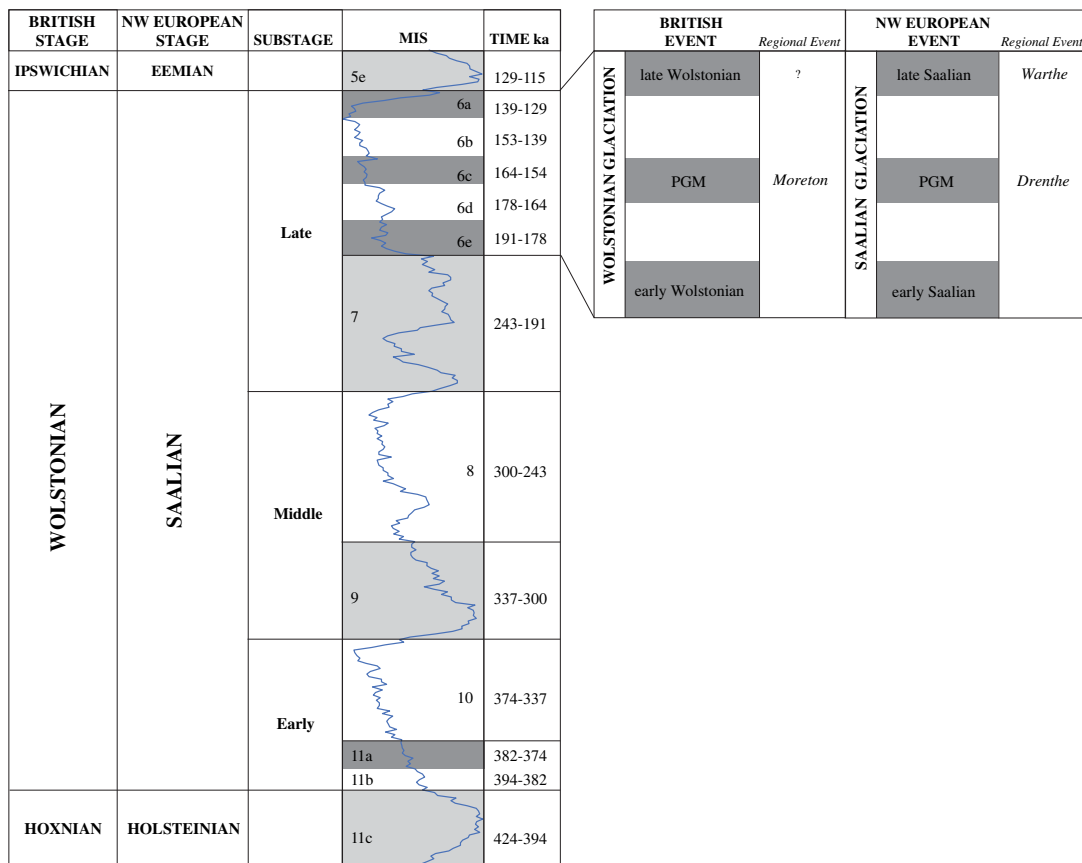 BRITISH STAGE
NW EUROPEAN STAGE
SUBSTAGE
MIS
TIME ka
IPSWICHIAN
EEMIAN
5e
129-115
WOLSTONIAN
SAALIAN
Late
6a
139-129
6b
153-139
6c
164-154
6d
178-164
6e
191-178
7
243-191
Middle
8
300-243
9
337-300
Early
10
374-337
11a
382-374
11b
394-382
HOXNIAN
HOLSTEINIAN
11c
424-394
BRITISH EVENT
Regional Event
NW EUROPEAN EVENT
Regional Event
WOLSTONIAN GLACIATION
late Wolstonian
?
SAALIAN GLACIATION
late Saalian
Warthe
PGM
Moreton
PGM
Drenthe
early Wolstonian
early Saalian